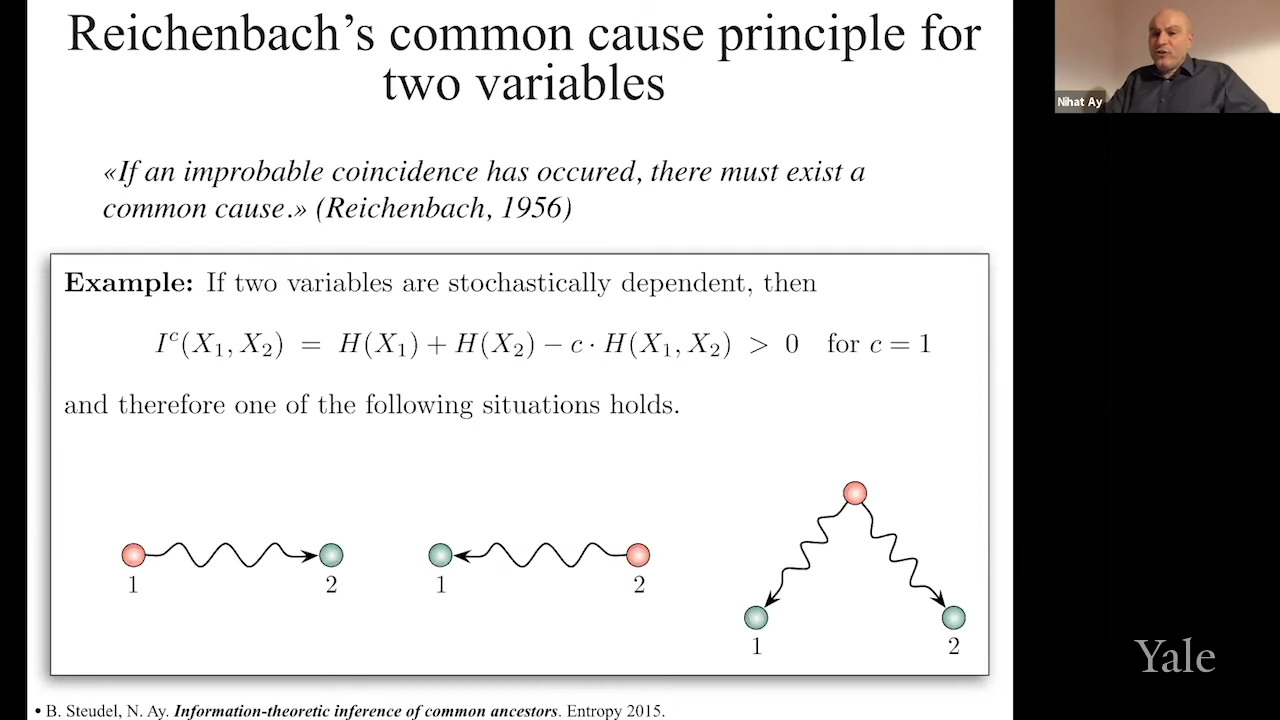 Reichenbach's common cause principle for
two variables
«If an improbable coincidence has occured, there must exist a
common cause.» (Reichenbach, 1956)
Example: If two variables are stochastically dependent, then
I^c(X_1, X_2) = H(X_1) + H(X_2) − c · H(X_1, X_2) > 0 for c = 1
and therefore one of the following situations holds.
1 2
1 2
1 2
• B. Steudel, N. Ay. Information-theoretic inference of common ancestors. Entropy 2015.
Nihat Ay
Yale